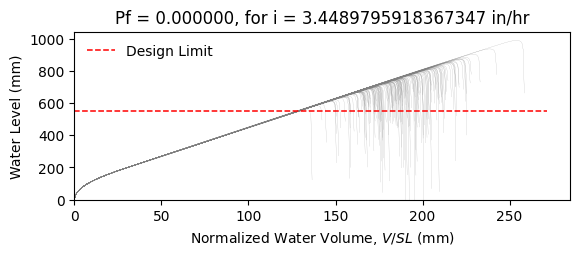 Pf = 0.000000, for i = 3.4489795918367347 in/hr
Water Level (mm)
1000
800
600
400
200
0
Design Limit
0 50 100 150 200 250
Normalized Water Volume, V/SL (mm)